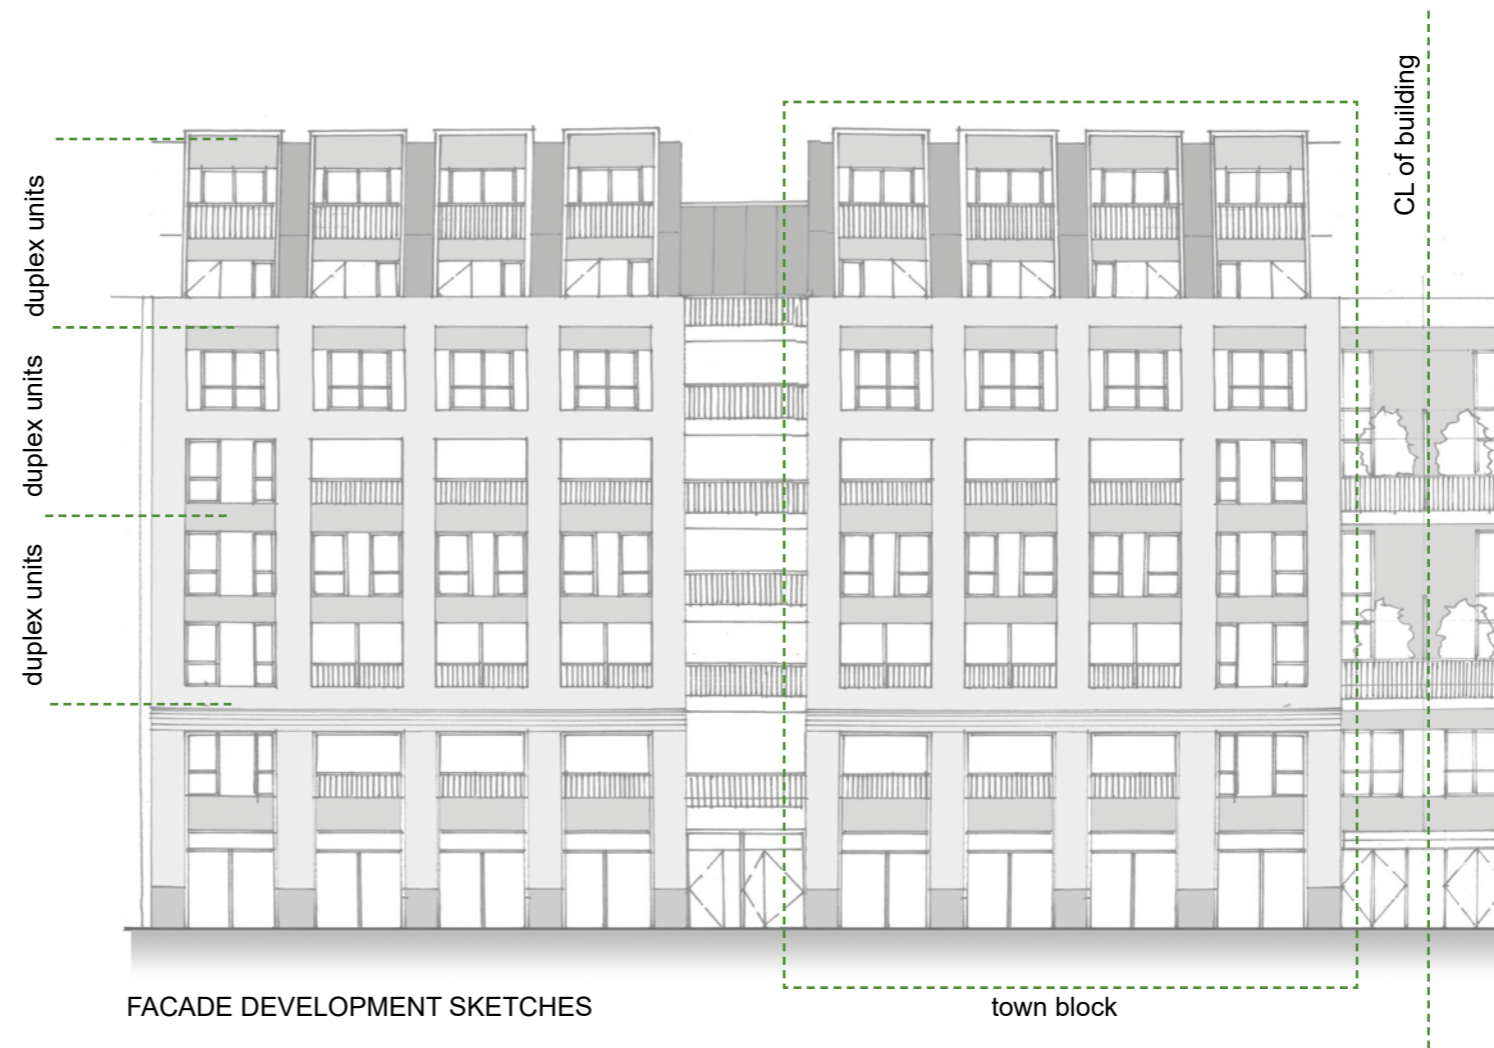 CL of building
duplex units
duplex units
duplex units
FACADE DEVELOPMENT SKETCHES
town block